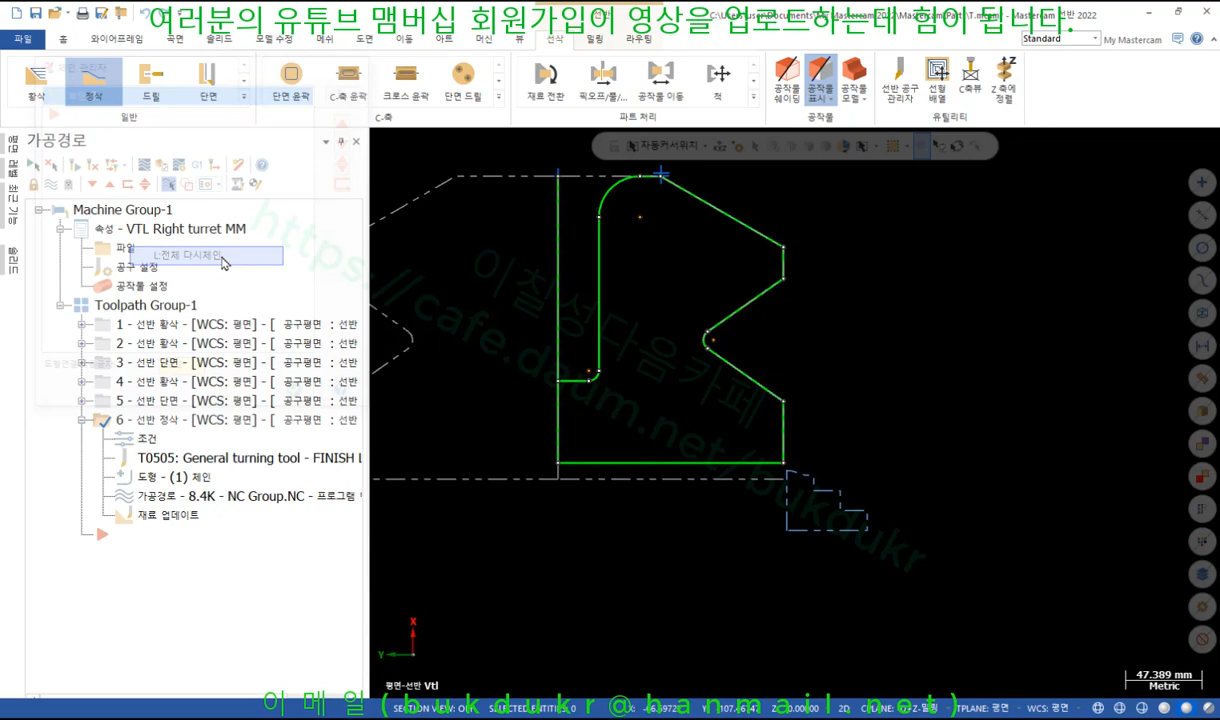 여러분의 유튜브 맴버십 회원가입이 영상을 업로드하는데 힘이 됩니다.
Mastercam 선반 2022
파일 홈 와이어프레임 곡면 솔리드 모델 수정 메쉬 도면 이동 아트 머신 뷰 선삭 밀링 라우팅
Standard My Mastercam
황삭 정삭 드릴 단면 단면 윤곽 C-축 윤곽 크로스 윤곽 단면 드릴 재료 전환 픽오프/풀/... 공작물 이동 척 공작물 쉐이딩 공작물 표시 공작물 모델 선반 공구 관리자 선형 배열 C축뷰 Z 축에 정렬
일반 C-축 파트 처리 공작물 유틸리티
가공경로
자동커서위치
Machine Group-1
속성 - VTL Right turret MM
파일
L:전체 다시체인
공구 설정
공작물 설정
Toolpath Group-1
1 - 선반 황삭 - [WCS: 평면] - [ 공구평면 : 선반
2 - 선반 황삭 - [WCS: 평면] - [ 공구평면 : 선반
3 - 선반 단면 - [WCS: 평면] - [ 공구평면 : 선반
4 - 선반 황삭 - [WCS: 평면] - [ 공구평면 : 선반
5 - 선반 단면 - [WCS: 평면] - [ 공구평면 : 선반
6 - 선반 정삭 - [WCS: 평면] - [ 공구평면 : 선반
조건
T0505: General turning tool - FINISH L
도형 - (1) 체인
가공경로 - 8.4K - NC Group.NC - 프로그램
재료 업데이트
https://cafe.daum.net/bukdukr
이칠성다음카페
X
Y
평면-선반 Vtl
47.389 mm
Metric
이 메 일 ( b u k d u k r @ h a n m a i l . n e t )
TPLANE: 평면 WCS: 평면